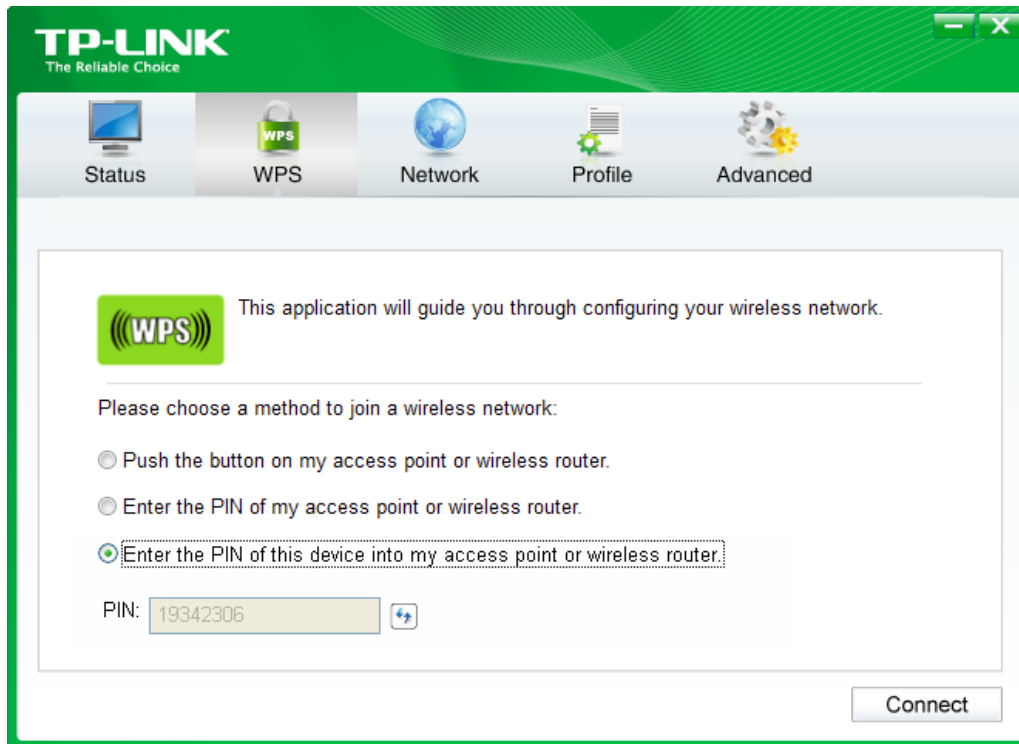 TP-LINK
The Reliable Choice
WPS
Status
WPS
Network
Profile
Advanced
WPS
This application will guide you through configuring your wireless network.
Please choose a method to join a wireless network:
Push the button on my access point or wireless router.
Enter the PIN of my access point or wireless router.
Enter the PIN of this device into my access point or wireless router.
PIN: 19342306
Connect